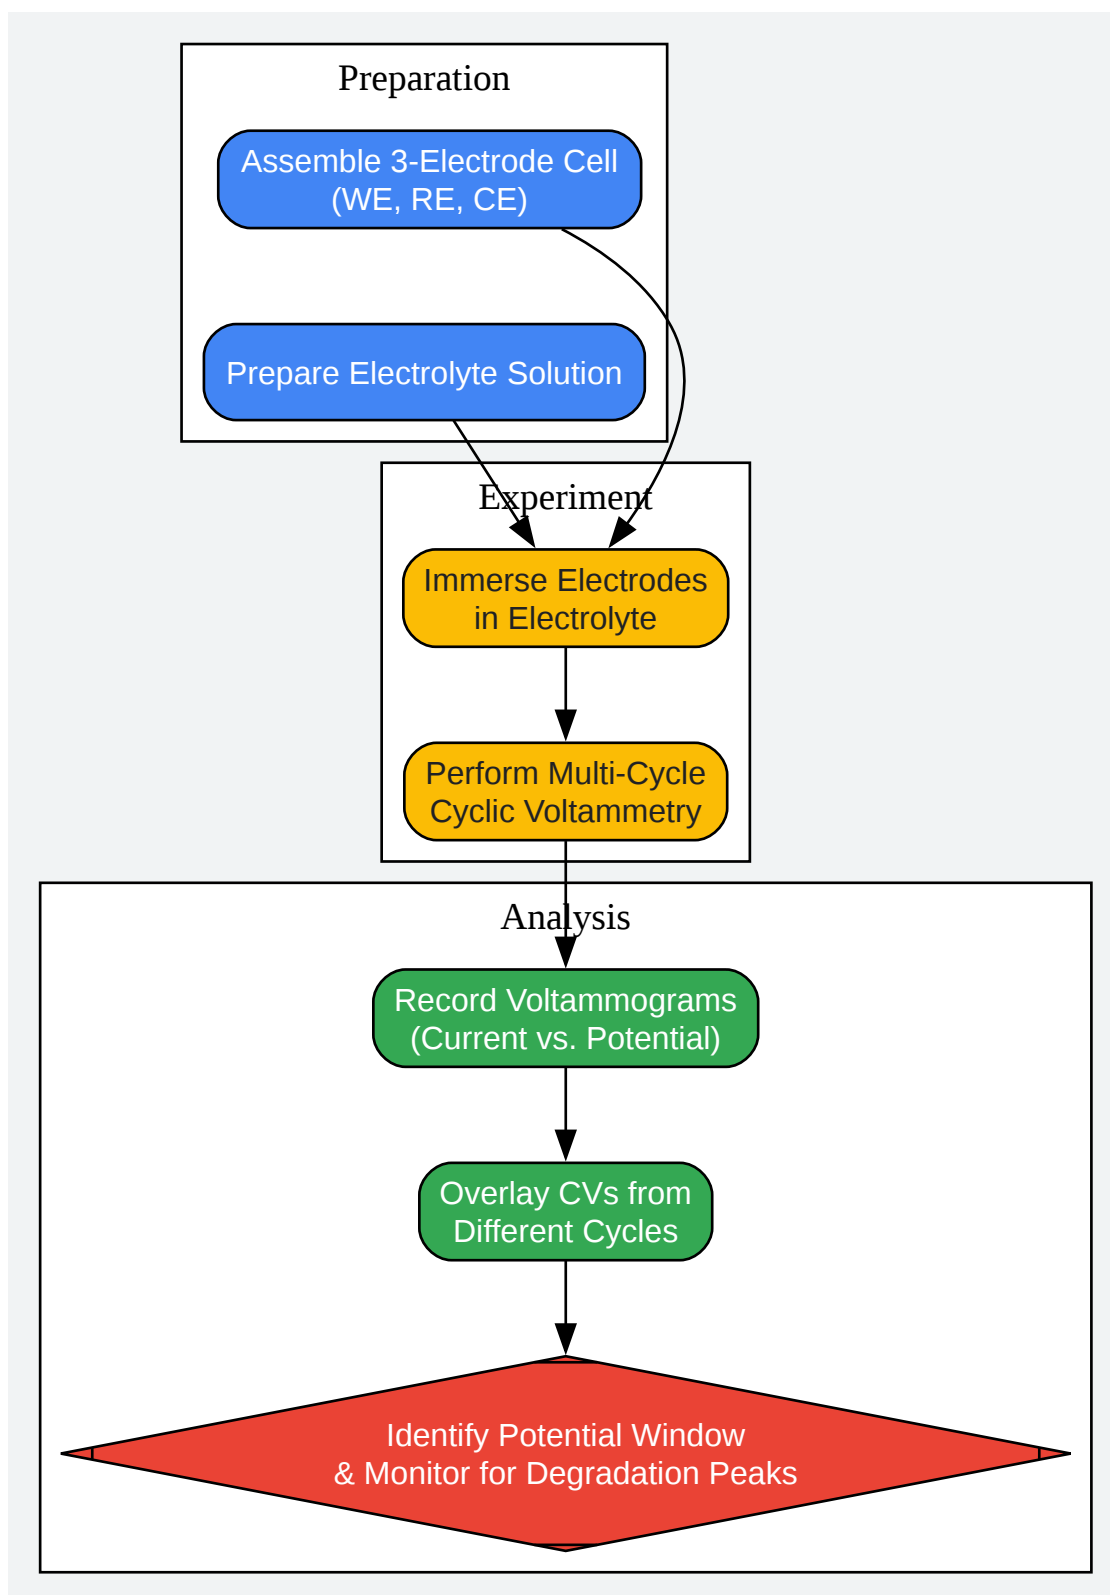 Preparation
Assemble 3-Electrode Cell
(WE, RE, CE)
Prepare Electrolyte Solution
Experiment
Immerse Electrodes
in Electrolyte
Perform Multi-Cycle
Cyclic Voltammetry
Analysis
Record Voltammograms
(Current vs. Potential)
Overlay CVs from
Different Cycles
Identify Potential Window
& Monitor for Degradation Peaks